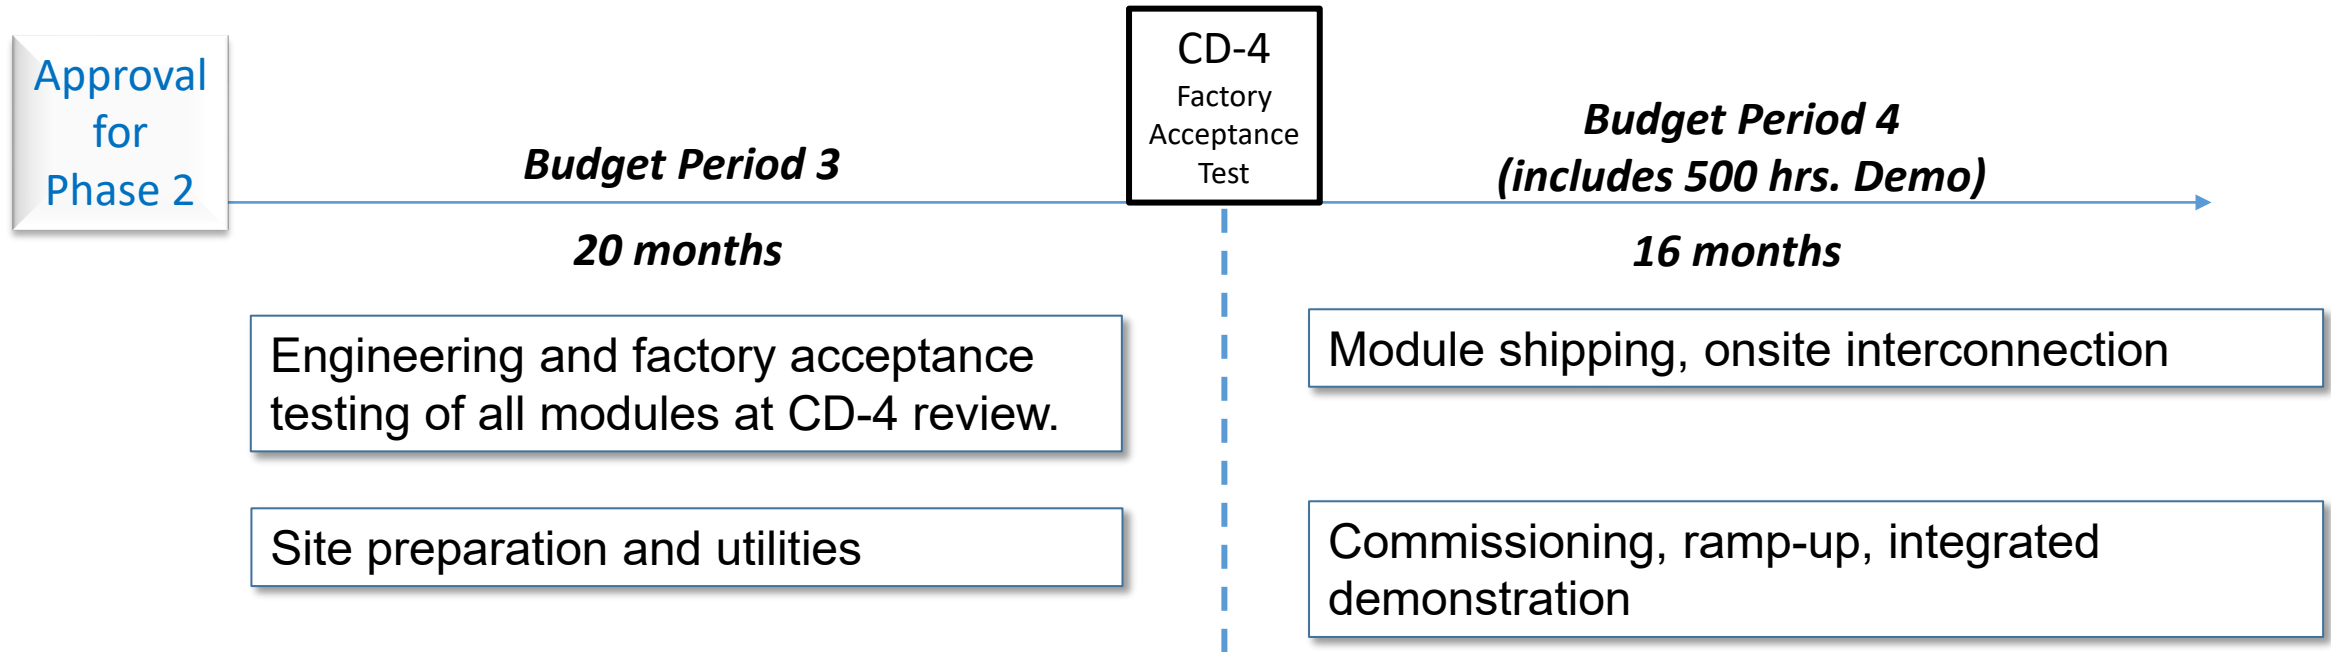 Approval
for
Phase 2
Budget Period 3
20 months
CD-4
Factory
Acceptance
Test
Budget Period 4
(includes 500 hrs. Demo)
16 months
Engineering and factory acceptance
testing of all modules at CD-4 review.
Site preparation and utilities
Module shipping, onsite interconnection
Commissioning, ramp-up, integrated
demonstration